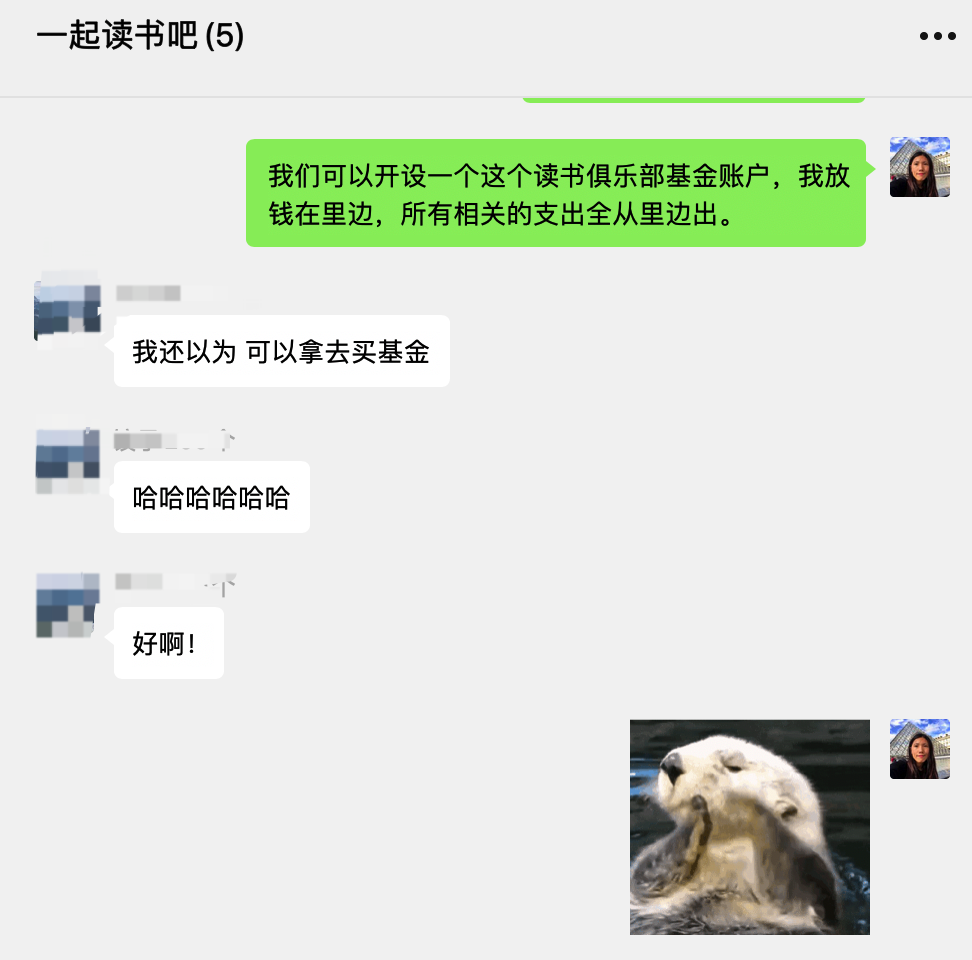 一起读书吧 (5)
我们可以开设一个这个读书俱乐部基金账户，我放
钱在里边，所有相关的支出全从里边出。
我还以为 可以拿去买基金
哈哈哈哈哈哈
好啊！